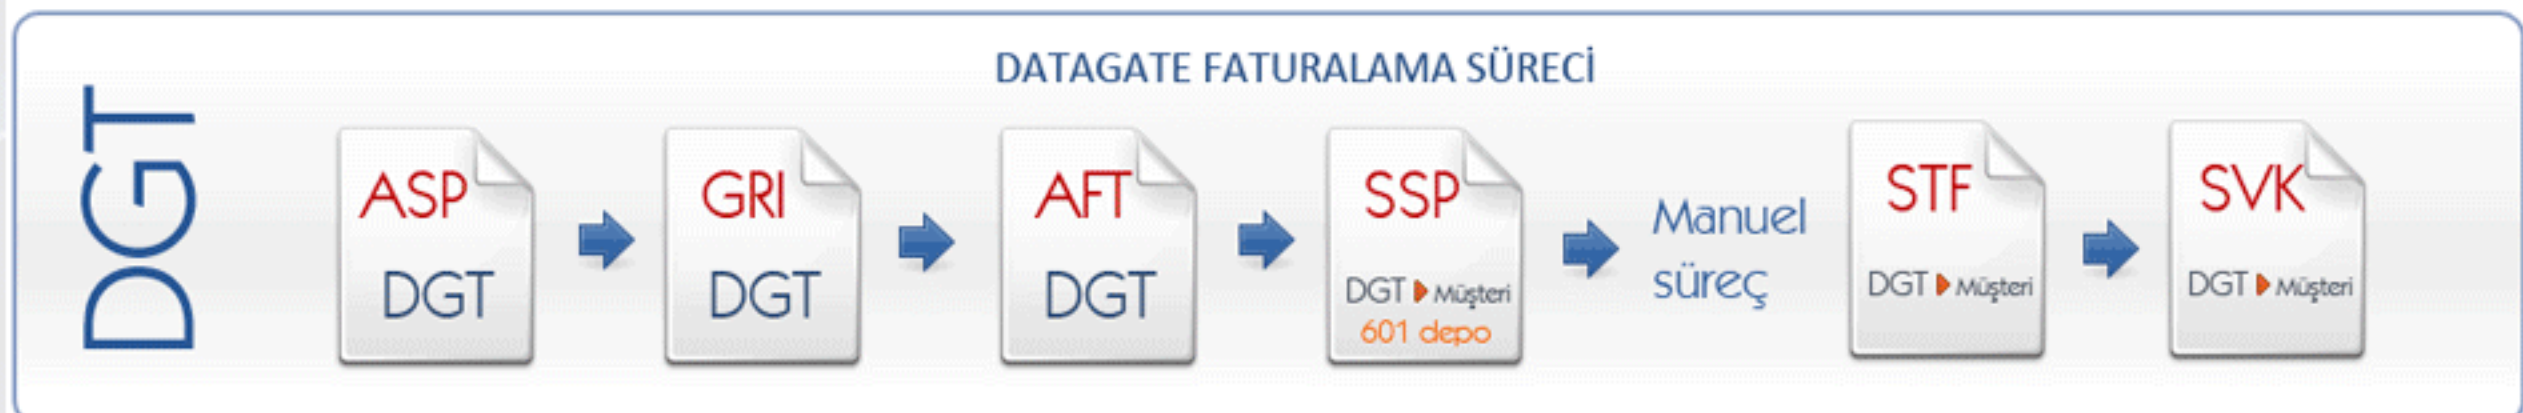 DATAGATE FATURALAMA SÜRECİ
DGT
ASP
DGT
GRI
DGT
AFT
DGT
SSP
DGT Müşteri
601 depo
Manuel
süreç
STF
DGT Müşteri
SVK
DGT Müşteri